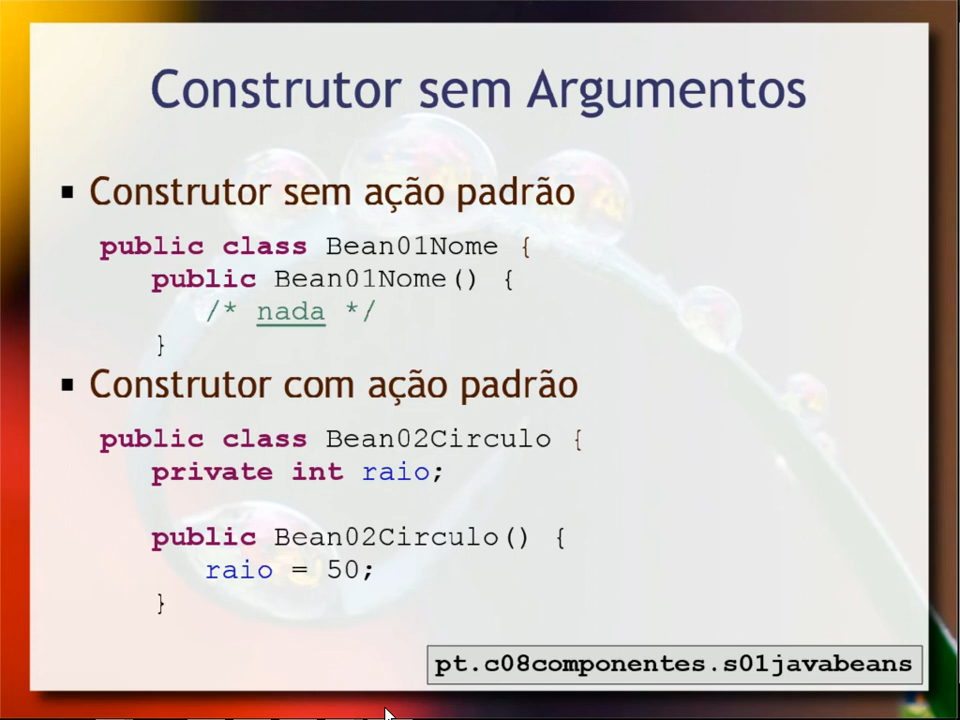 Construtor sem Argumentos
▪ Construtor sem ação padrão
public class Bean01Nome {
public Bean01Nome() {
/* nada */
}
▪ Construtor com ação padrão
public class Bean02Circulo {
private int raio;
public Bean02Circulo() {
raio = 50;
}
pt.c08componentes.s01javabeans